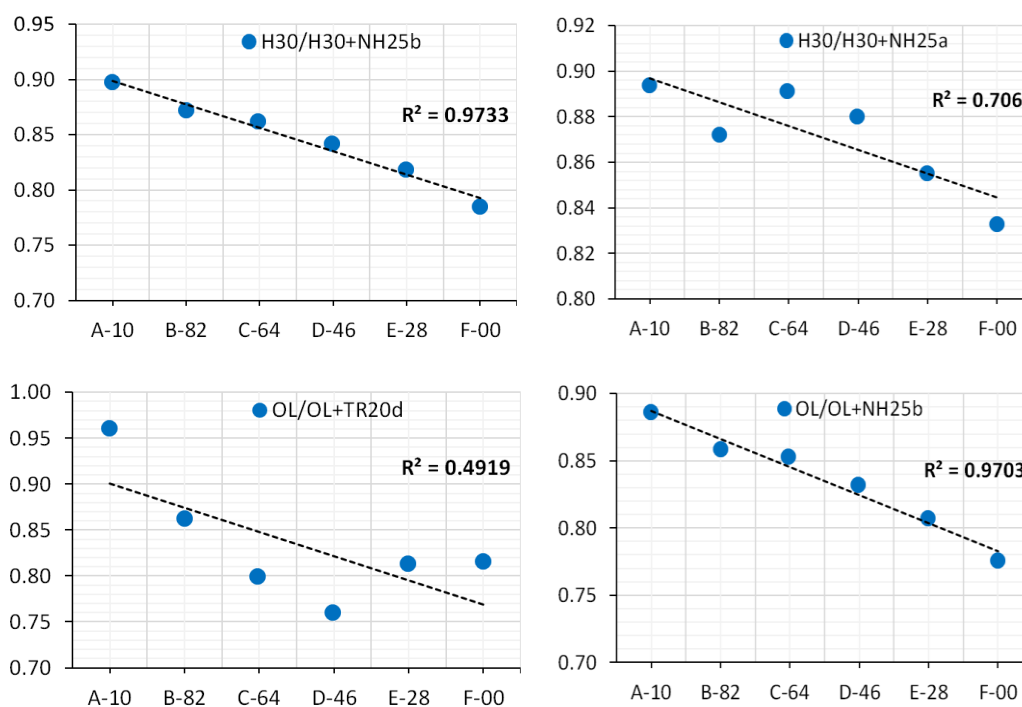 0.95
H30/H30+NH25b
0.90
R² = 0.9733
0.85
0.80
0.75
0.70
A-10 B-82 C-64 D-46 E-28 F-00
0.92
H30/H30+NH25a
0.90
R² = 0.706
0.88
0.86
0.84
0.82
0.80
A-10 B-82 C-64 D-46 E-28 F-00
1.00
OL/OL+TR20d
0.95
R² = 0.4919
0.90
0.85
0.80
0.75
0.70
A-10 B-82 C-64 D-46 E-28 F-00
0.90
OL/OL+NH25b
0.85
R² = 0.9703
0.80
0.75
0.70
A-10 B-82 C-64 D-46 E-28 F-00